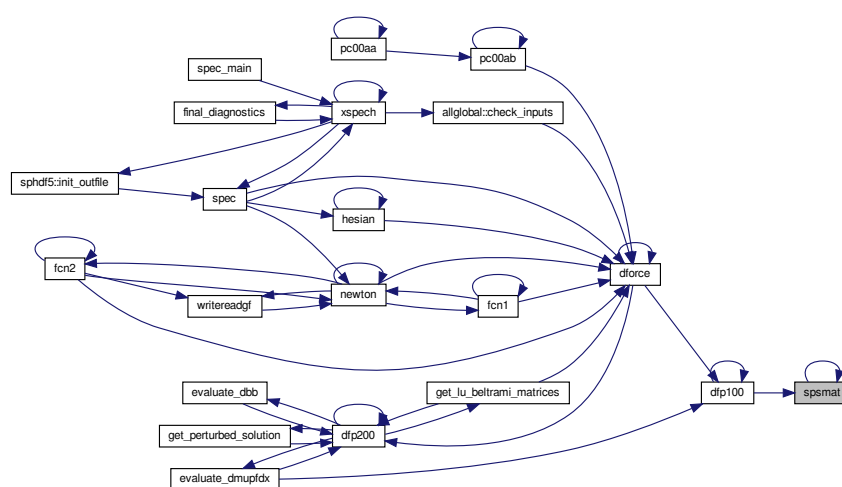 pc00aa
pc00ab
spec_main
final_diagnostics
xspech
allglobal::check_inputs
sphdf5::init_outfile
spec
hesian
fcn2
dforce
newton
writereadgf
fcn1
evaluate_dbb
get_lu_beltrami_matrices
dfp100
spsmat
get_perturbed_solution
dfp200
evaluate_dmupfdx